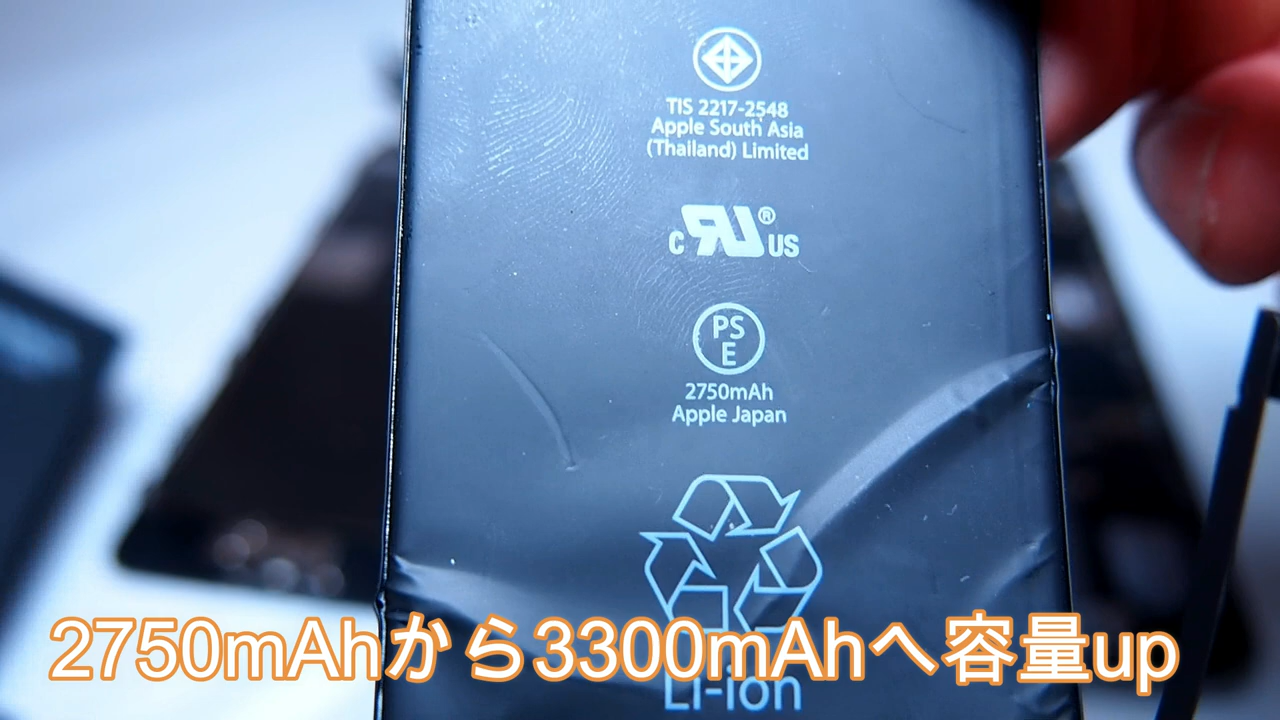 TIS 2217-2548
Apple South Asia
(Thailand) Limited
C RU® US
PS
E
2750mAh
Apple Japan
Li-ion
2750mAhから3300mAhへ容量up